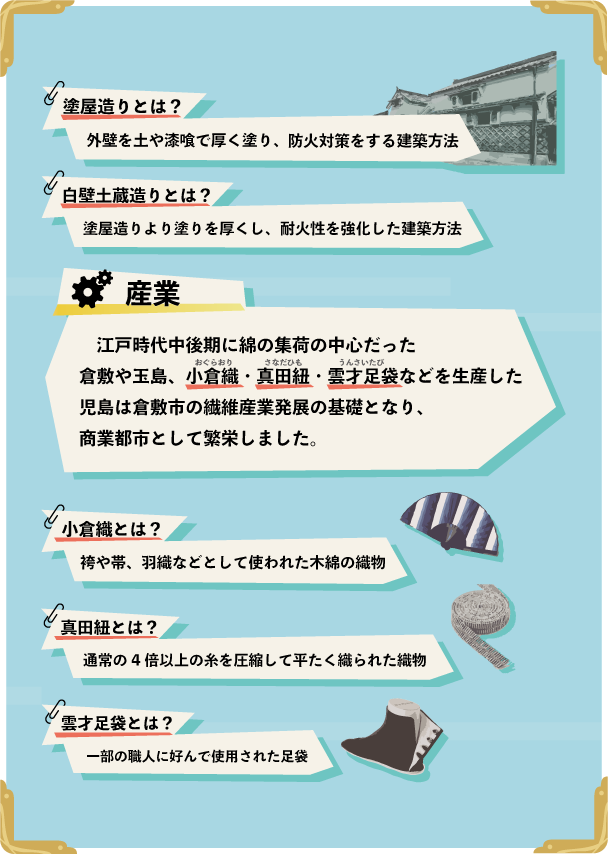 塗屋造りとは？
外壁を土や漆喰で厚く塗り、防火対策をする建築方法
白壁土蔵造りとは？
塗屋造りより塗りを厚くし、耐火性を強化した建築方法
産業
江戸時代中後期に綿の集荷の中心だった
おぐらおり さなだひも うんさいたび
倉敷や玉島、小倉織・真田紐・雲才足袋などを生産した
児島は倉敷市の繊維産業発展の基礎となり、
商業都市として繁栄しました。
小倉織とは？
袴や帯、羽織などとして使われた木綿の織物
真田紐とは？
通常の4倍以上の糸を圧縮して平たく織られた織物
雲才足袋とは？
一部の職人に好んで使用された足袋